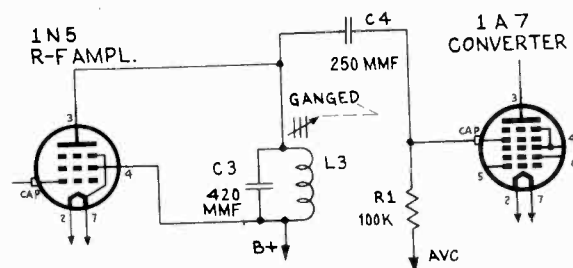 1N5
R-F AMPL.
C4
250 MMF
1A7
CONVERTER
GANGED
3
3
CAP
4
C3
420
MMF
L3
CAP
4
5
6
R1
100K
2
7
2
7
B+
AVC